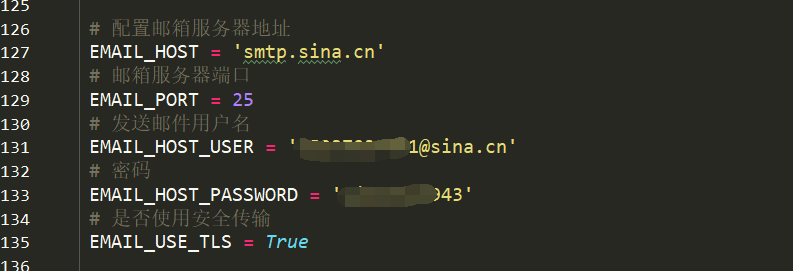 125
126 # 配置邮箱服务器地址
127 EMAIL_HOST = 'smtp.sina.cn'
128 # 邮箱服务器端口
129 EMAIL_PORT = 25
130 # 发送邮件用户名
131 EMAIL_HOST_USER = '1@sina.cn'
132 # 密码
133 EMAIL_HOST_PASSWORD = '943'
134 # 是否使用安全传输
135 EMAIL_USE_TLS = True
136